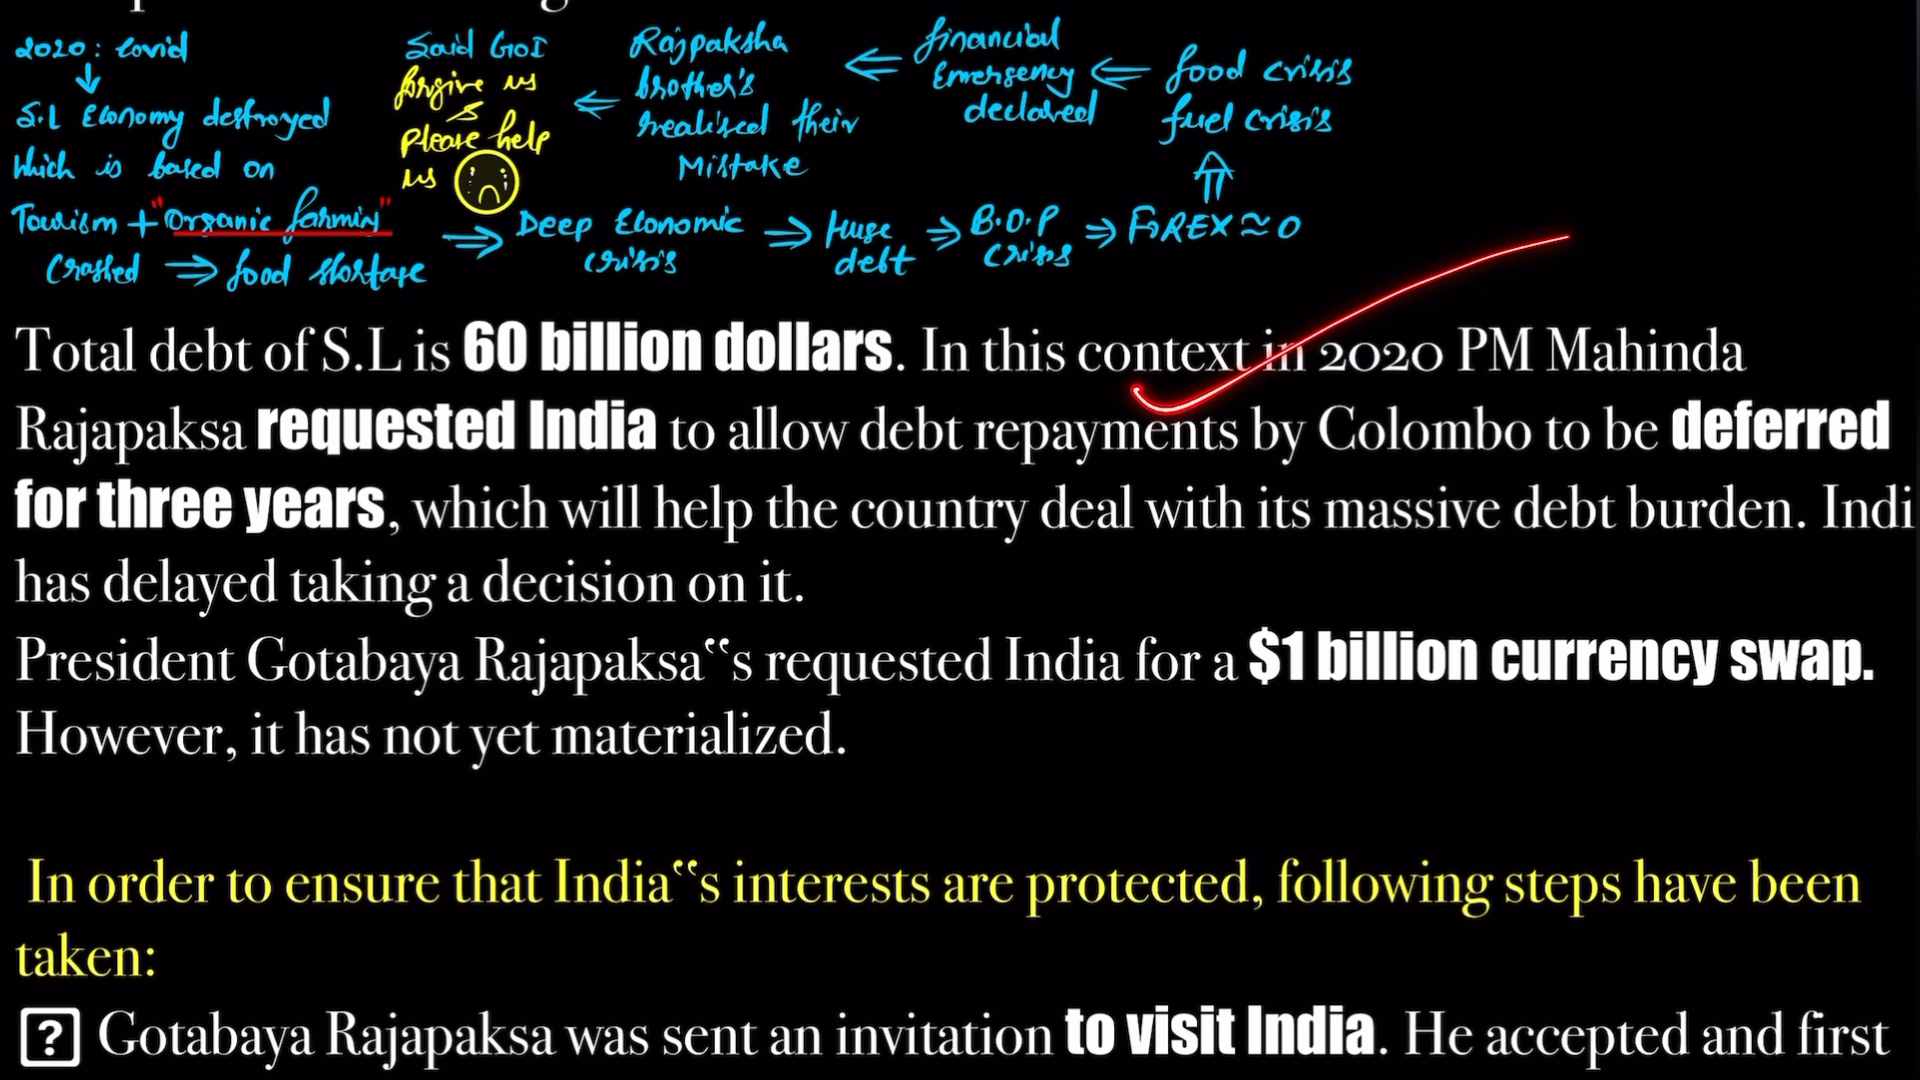 2020: Covid
S.L Economy destroyed
which is based on
Tourism + "Organic farmin"
Crashed ⇒ food shortage
⇒ Deep Economic
crisis
⇒ Huge
debt
⇒ B.O.P
Crisis
⇒ FOREX ≈ 0
food crisis
fuel crisis
⇐
financial
Emergency
declared
⇐
Rajpaksha
brother's
realised their
Mistake
⇐
Said GoI
forgive us
&
Please help
us
Total debt of S.L is 60 billion dollars. In this context in 2020 PM Mahinda
Rajapaksa requested India to allow debt repayments by Colombo to be deferred
for three years, which will help the country deal with its massive debt burden. Indi
has delayed taking a decision on it.
President Gotabaya Rajapaksa‟s requested India for a $1 billion currency swap.
However, it has not yet materialized.
In order to ensure that India‟s interests are protected, following steps have been
taken:
? Gotabaya Rajapaksa was sent an invitation to visit India. He accepted and first